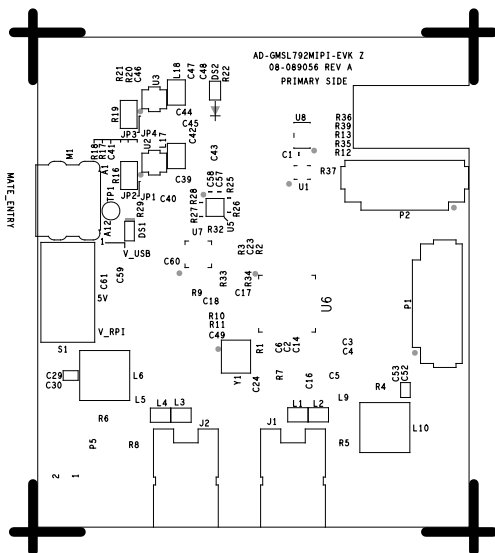 AD-GMSL792MIPI-EVK Z
08-089056 REV A
PRIMARY SIDE
R21
R20
C46
U3
L18
C47
C48
DS2
R22
R19
C44
C45
JP3
JP4
U8
R36
R39
R13
R35
R12
R18
R17
C41
U2
L17
C42
C43
C1
M1
A1
R16
C39
R37
U1
MATE_ENTRY
JP2
JP1
C40
TP1
R29
R28
R27
C58
C57
R25
R26
U5
R32
P2
A12
DS1
1
V_USB
U7
R3
C23
R2
C60
C61
C59
5V
R33
R34
R9
C18
C17
U6
P1
R10
R11
C49
V_RPI
S1
R1
C6
C2
C14
C3
C4
Y1
C24
R7
C16
C5
C29
C30
L6
L5
C53
C52
R4
L9
L4
L3
L1
L2
R6
J2
J1
L10
P5
R8
R5
2
1